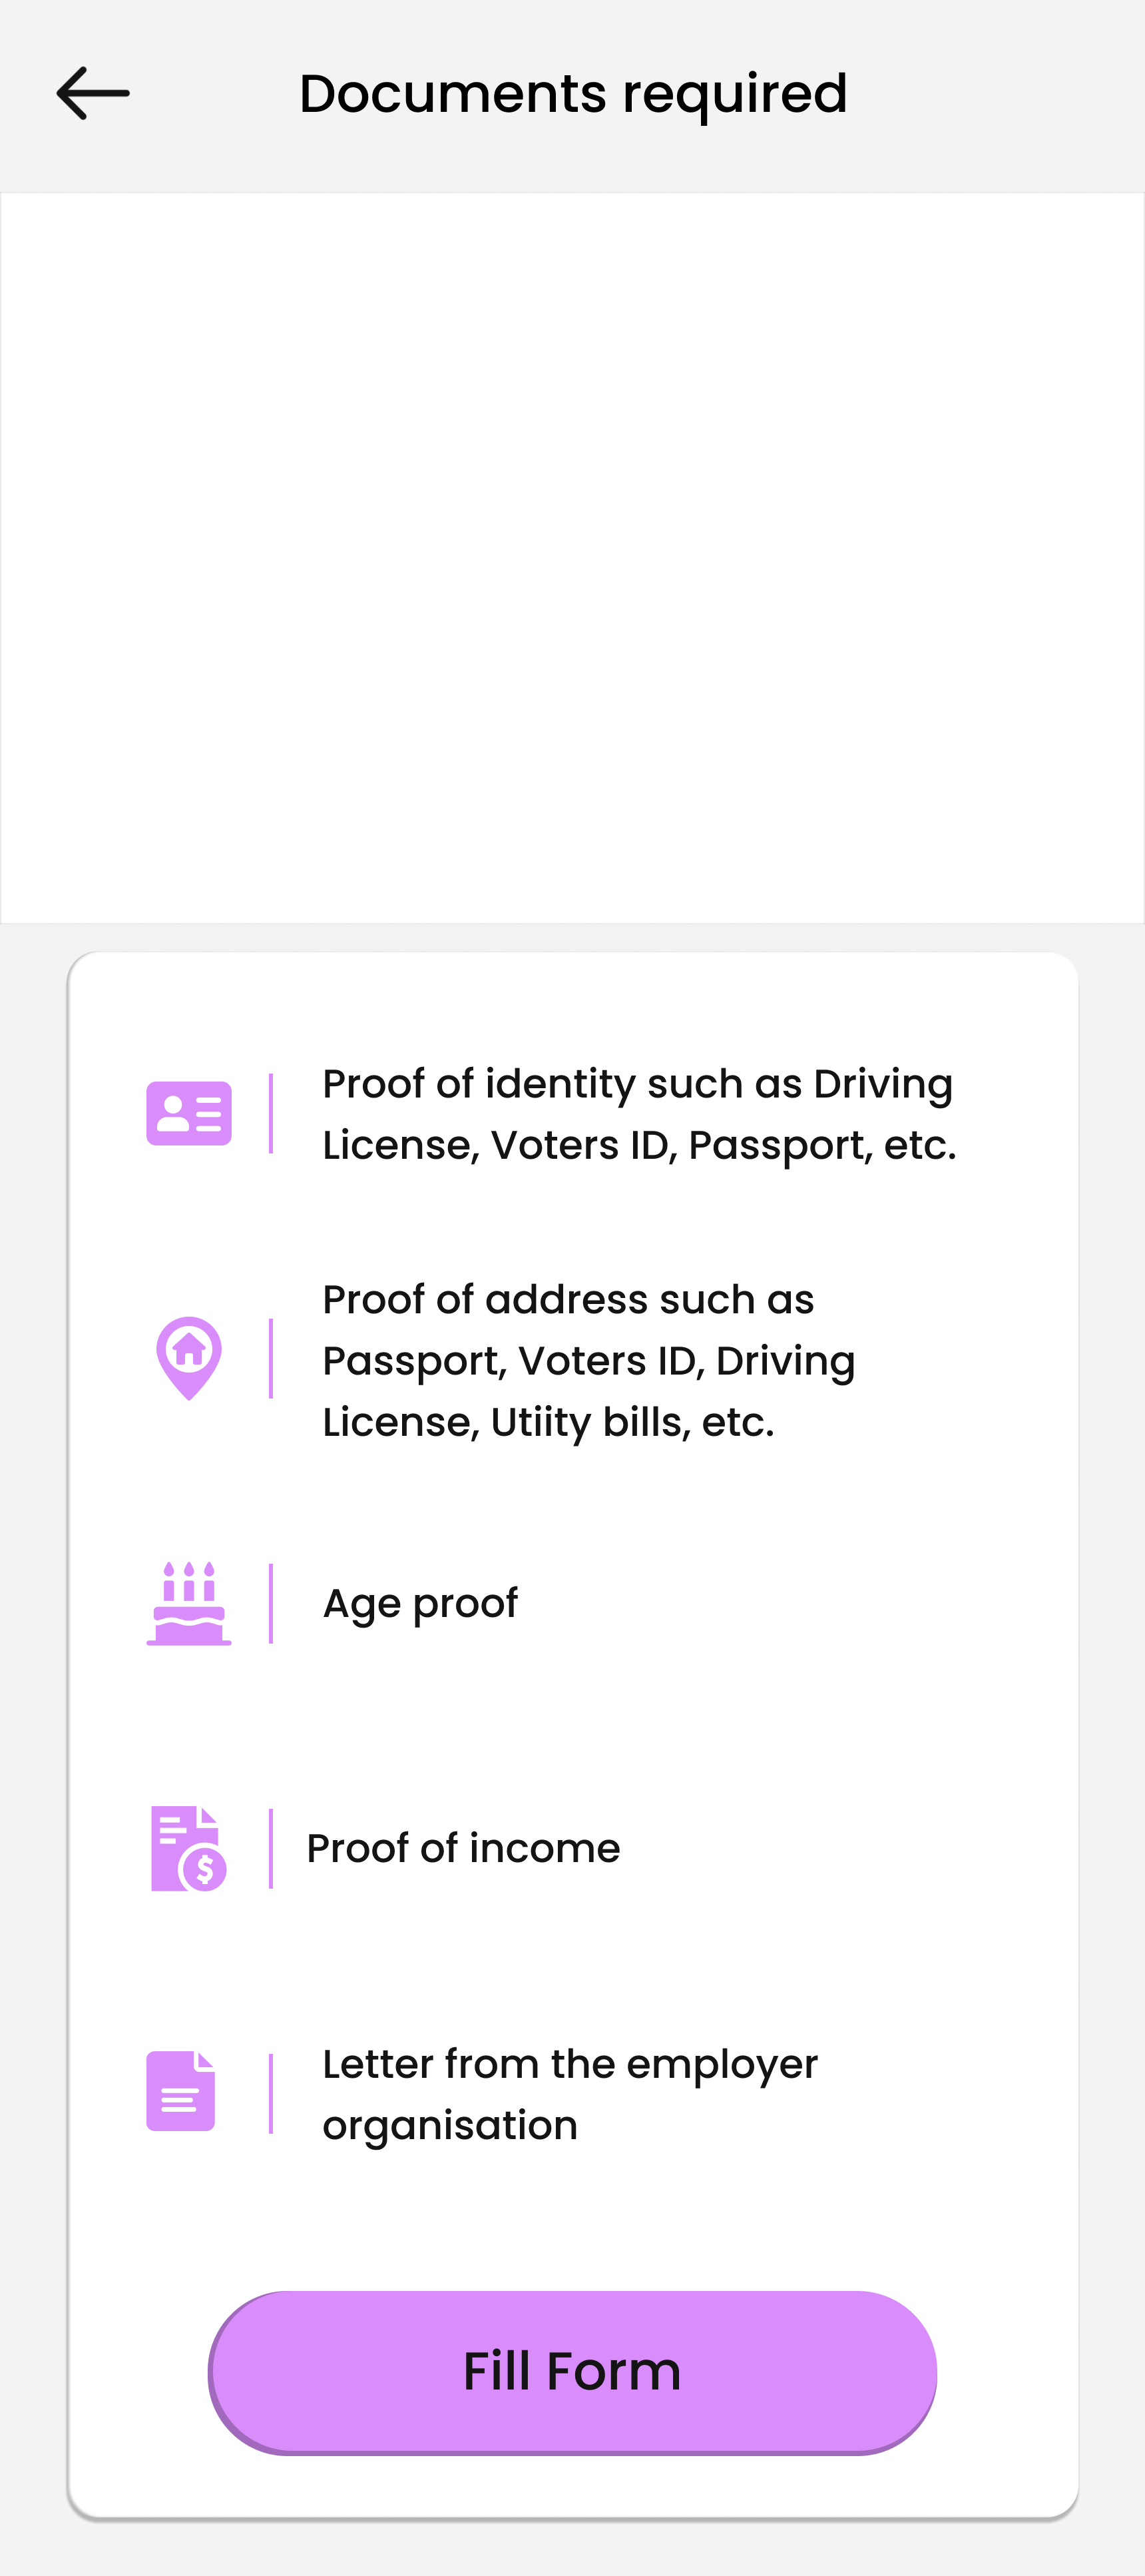 Documents required
Proof of identity such as Driving
License, Voters ID, Passport, etc.
Proof of address such as
Passport, Voters ID, Driving
License, Utiity bills, etc.
Age proof
Proof of income
Letter from the employer
organisation
Fill Form